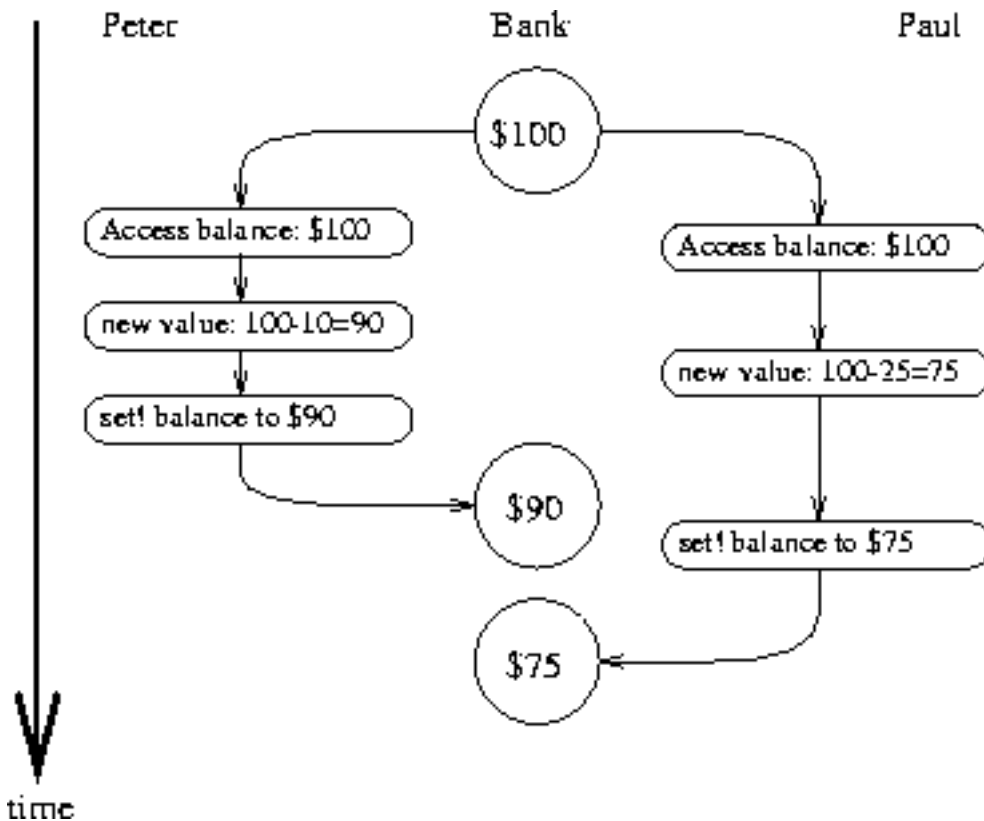 Peter Bank Paul
$100
Access balance: $100
Access balance: $100
new value: 100-10=90
new value: 100-25=75
set! balance to $90
$90
set! balance to $75
$75
time